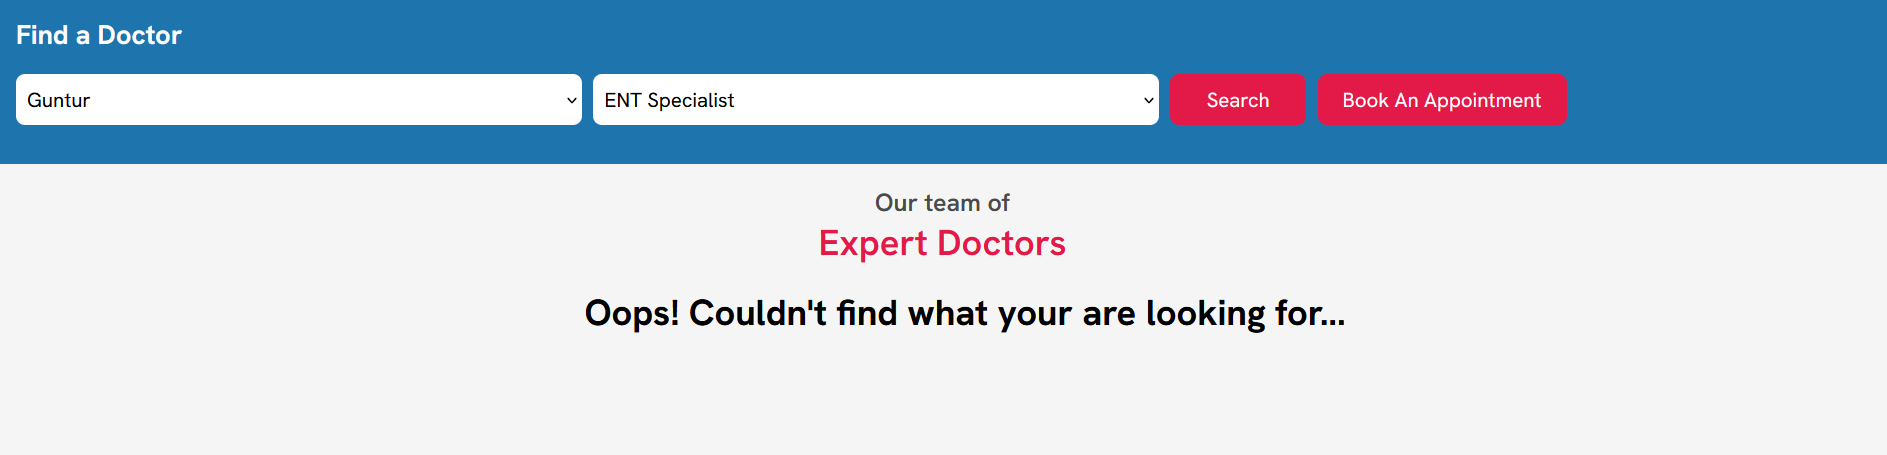 Find a Doctor
Guntur
ENT Specialist
Search
Book An Appointment
Our team of
Expert Doctors
Oops! Couldn't find what your are looking for...